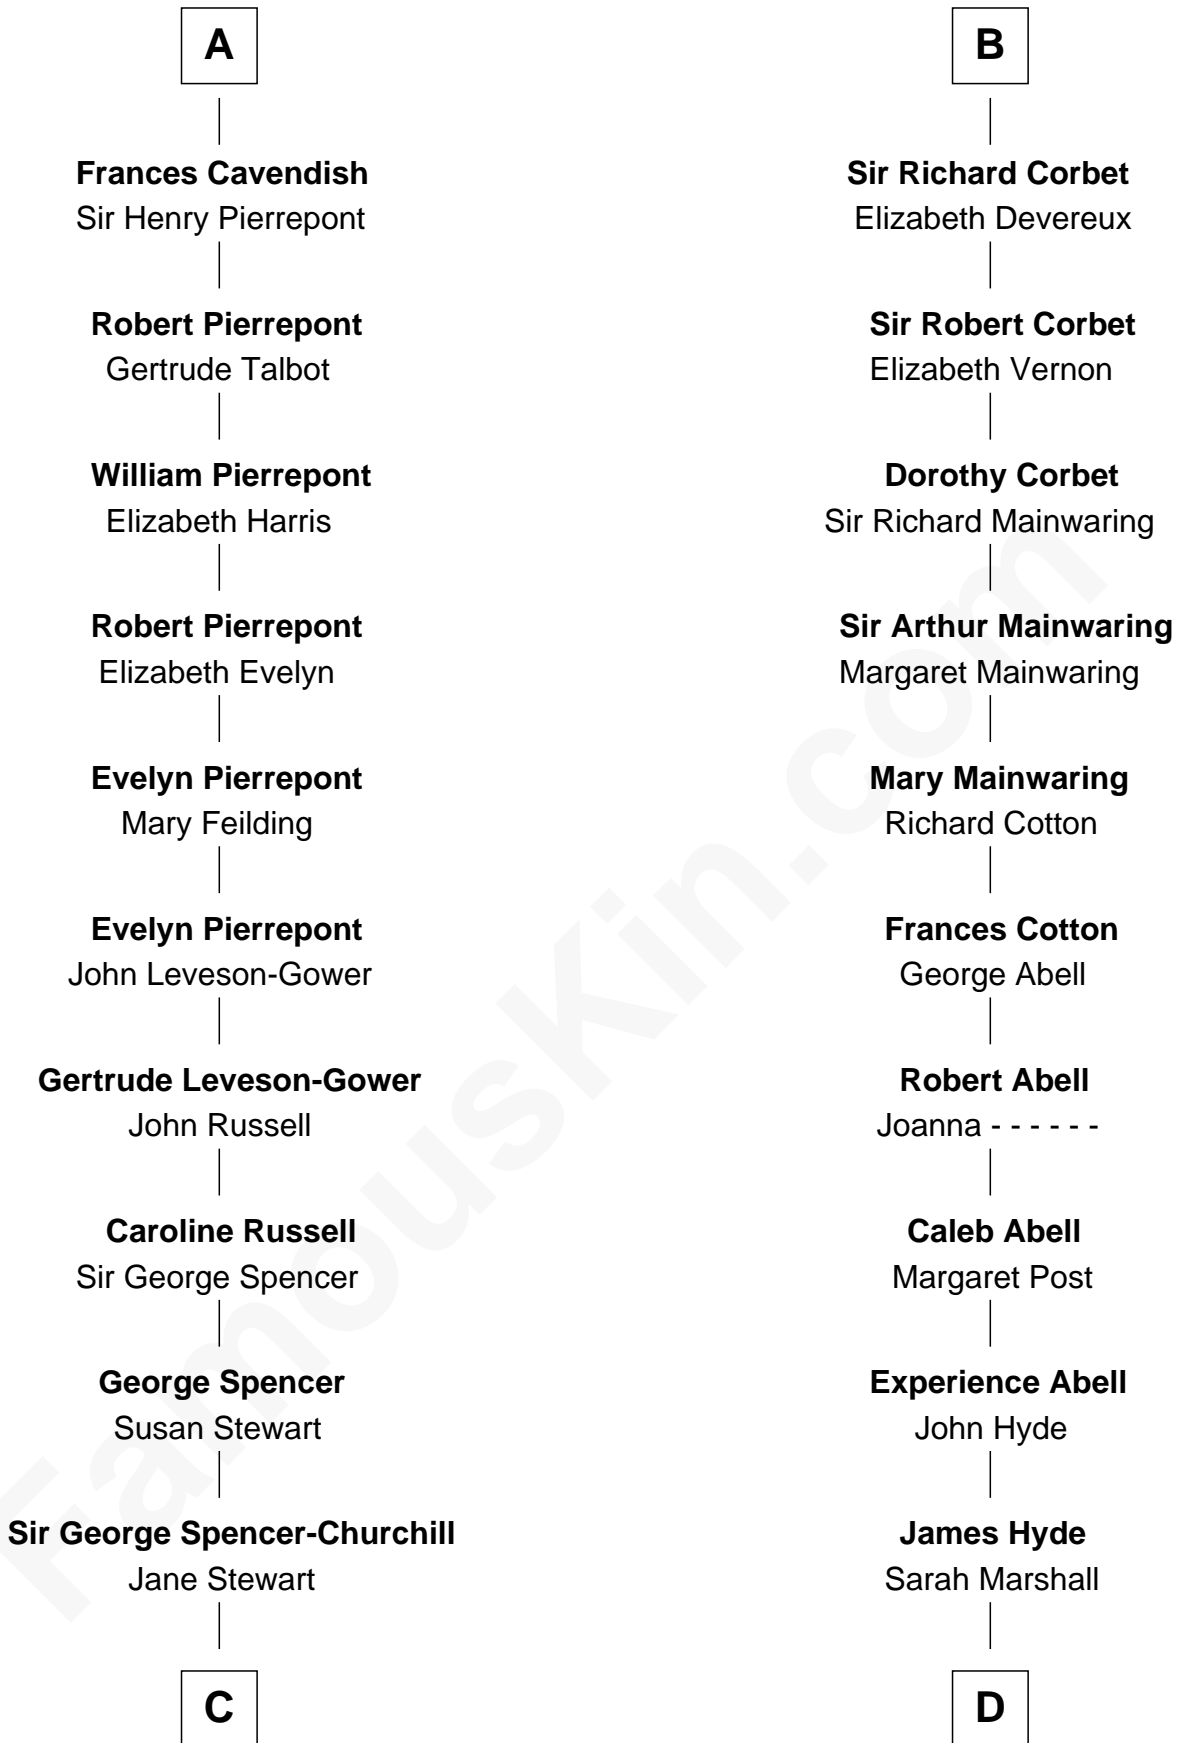 A
Frances Cavendish
Sir Henry Pierrepont
Robert Pierrepont
Gertrude Talbot
William Pierrepont
Elizabeth Harris
Robert Pierrepont
Elizabeth Evelyn
Evelyn Pierrepont
Mary Feilding
Evelyn Pierrepont
John Leveson-Gower
Gertrude Leveson-Gower
John Russell
Caroline Russell
Sir George Spencer
George Spencer
Susan Stewart
Sir George Spencer-Churchill
Jane Stewart
C
B
Sir Richard Corbet
Elizabeth Devereux
Sir Robert Corbet
Elizabeth Vernon
Dorothy Corbet
Sir Richard Mainwaring
Sir Arthur Mainwaring
Margaret Mainwaring
Mary Mainwaring
Richard Cotton
Frances Cotton
George Abell
Robert Abell
Joanna - - - - - -
Caleb Abell
Margaret Post
Experience Abell
John Hyde
James Hyde
Sarah Marshall
D
FamousKin.com